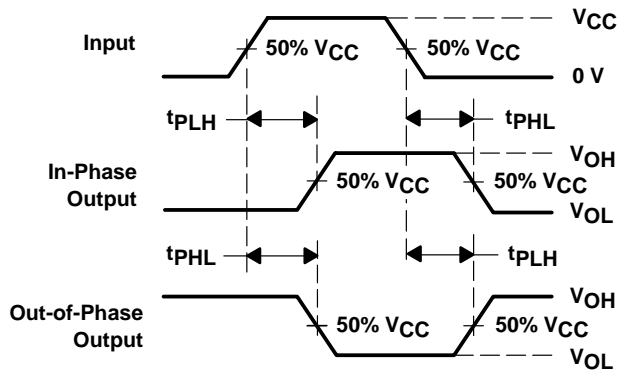 VCC
Input
50% VCC
50% VCC
0 V
tPLH
tPHL
VOH
In-Phase
Output
50% VCC
50% VCC
VOL
tPHL
tPLH
VOH
Out-of-Phase
Output
50% VCC
50% VCC
VOL